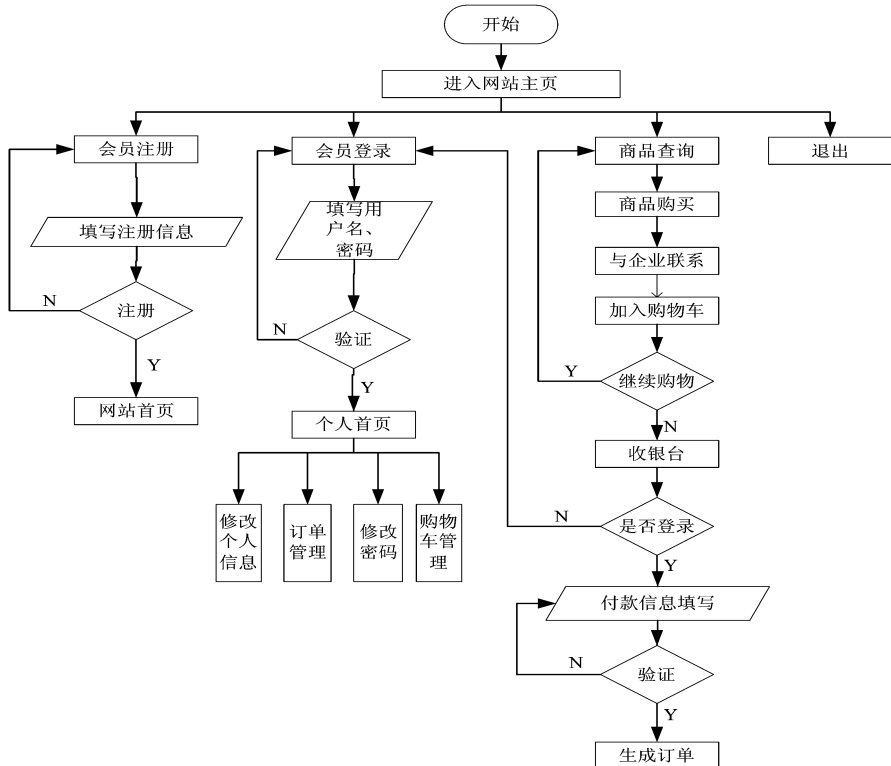 开始
进入网站主页
会员注册
会员登录
商品查询
退出
填写注册信息
填写用
户名、
密码
商品购买
与企业联系
加入购物车
N
注册
Y
网站首页
N
验证
Y
个人首页
修改
个人
信息
订单
管理
修改
密码
购物
车管
理
Y
继续购物
N
收银台
N
是否登录
Y
付款信息填写
N
验证
Y
生成订单